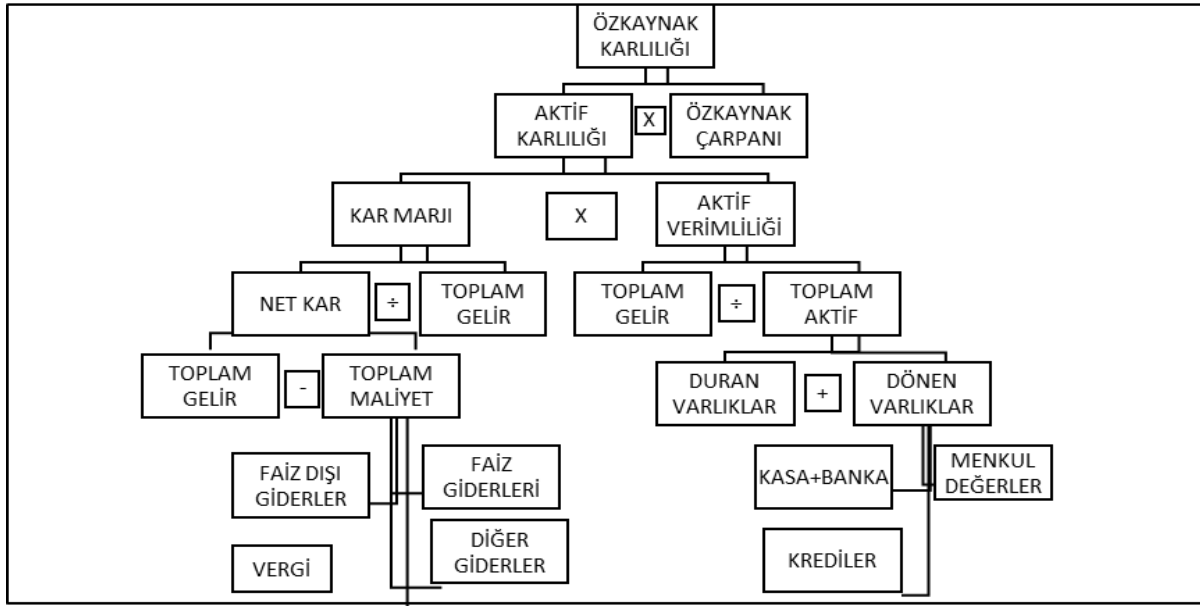 ÖZKAYNAK
KARLILIĞI
AKTİF
KARLILIĞI
X
ÖZKAYNAK
ÇARPANI
KAR MARJI
X
AKTİF
VERİMLİLİĞİ
NET KAR
÷
TOPLAM
GELİR
TOPLAM
GELİR
÷
TOPLAM
AKTİF
TOPLAM
GELİR
-
TOPLAM
MALİYET
DURAN
VARLIKLAR
+
DÖNEN
VARLIKLAR
FAİZ DIŞI
GİDERLER
FAİZ
GİDERLERİ
KASA+BANKA
MENKUL
DEĞERLER
VERGİ
DİĞER
GİDERLER
KREDİLER